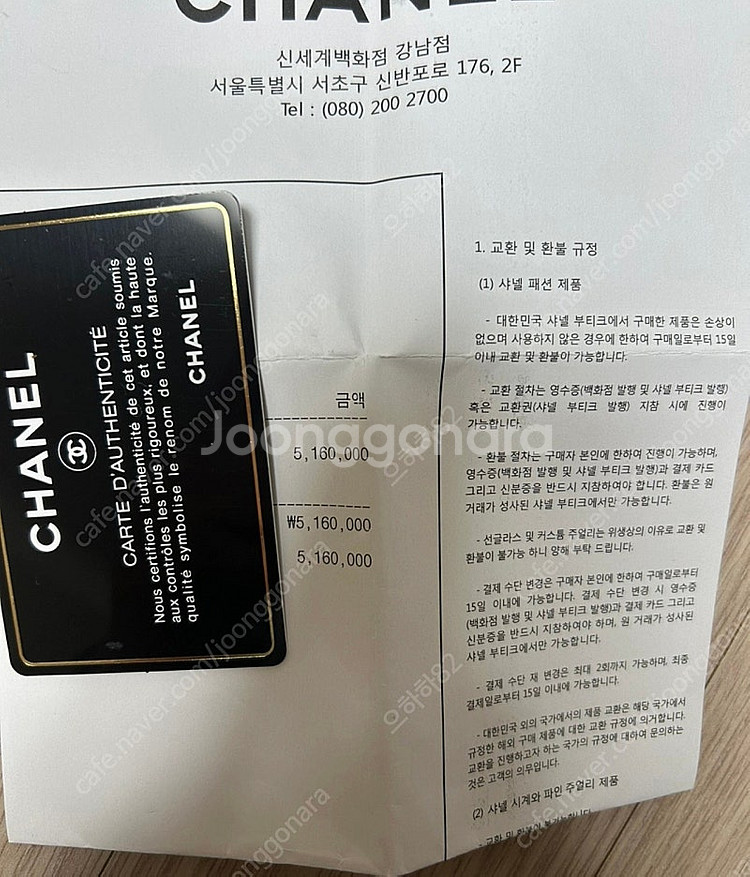 CHANEL
신세계백화점 강남점
서울특별시 서초구 신반포로 176, 2F
Tel : (080) 200 2700
CHANEL
CARTE D'AUTHENTICITÉ
Nous certifions l'authenticité de cet article soumis
aux contrôles les plus rigoureux, et dont la haute
qualité symbolise le renom de notre Marque.
CHANEL
금액
5,160,000
₩5,160,000
5,160,000
1. 교환 및 환불 규정
(1) 샤넬 패션 제품
- 대한민국 샤넬 부티크에서 구매한 제품은 손상이
없으며 사용하지 않은 경우에 한하여 구매일로부터 15일
이내 교환 및 환불이 가능합니다.
- 교환 절차는 영수증(백화점 발행 및 샤넬 부티크 발행)
혹은 교환권(샤넬 부티크 발행) 지참 시에 진행이
가능합니다.
- 환불 절차는 구매자 본인에 한하여 진행이 가능하며,
영수증(백화점 발행 및 샤넬 부티크 발행)과 결제 카드
그리고 신분증을 반드시 지참하여야 합니다. 환불은 원
거래가 성사된 샤넬 부티크에서만 가능합니다.
- 선글라스 및 커스튬 주얼리는 위생상의 이유로 교환 및
환불이 불가능 하니 양해 부탁 드립니다.
- 결제 수단 변경은 구매자 본인에 한하여 구매일로부터
15일 이내에 가능합니다. 결제 수단 변경 시 영수증
(백화점 발행 및 샤넬 부티크 발행)과 결제 카드 그리고
신분증을 반드시 지참하여야 하며, 원 거래가 성사된
샤넬 부티크에서만 가능합니다.
- 결제 수단 재 변경은 최대 2회까지 가능하며, 최종
결제일로부터 15일 이내에 가능합니다.
- 대한민국 외의 국가에서의 제품 교환은 해당 국가에서
규정한 해외 구매 제품에 대한 교환 규정에 의거합니다.
교환을 진행하고자 하는 국가의 규정에 대하여 문의하는
것은 고객의 의무입니다.
(2) 샤넬 시계와 파인 주얼리 제품
- 교환 및 환불이 불가능합니다.
Joonggonara
cafe.naver.com/joonggonara
오하하82